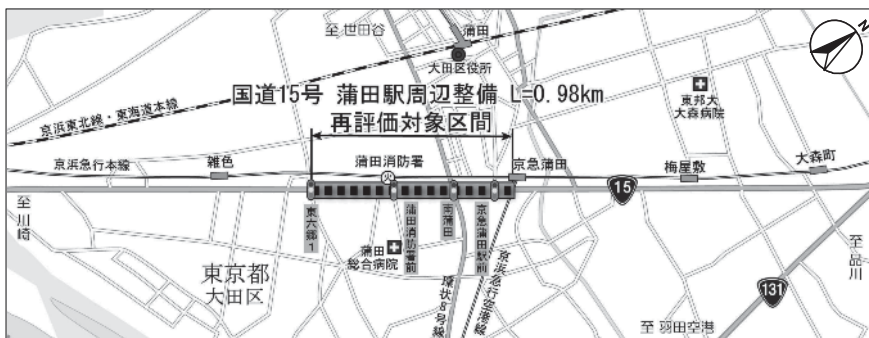 至世田谷
蒲田
N
大田区役所
国道15号 蒲田駅周辺整備 L=0.98km
再評価対象区間
東邦大
大森病院
京浜東北線・東海道本線
京浜急行本線
雑色
蒲田消防署
京急蒲田
梅屋敷
大森町
15
至川崎
東六郷1
蒲田消防署前
南蒲田
京急蒲田駅前
蒲田
総合病院
東京都
大田区
環状8号線
京浜急行空港線
至品川
131
至 羽田空港